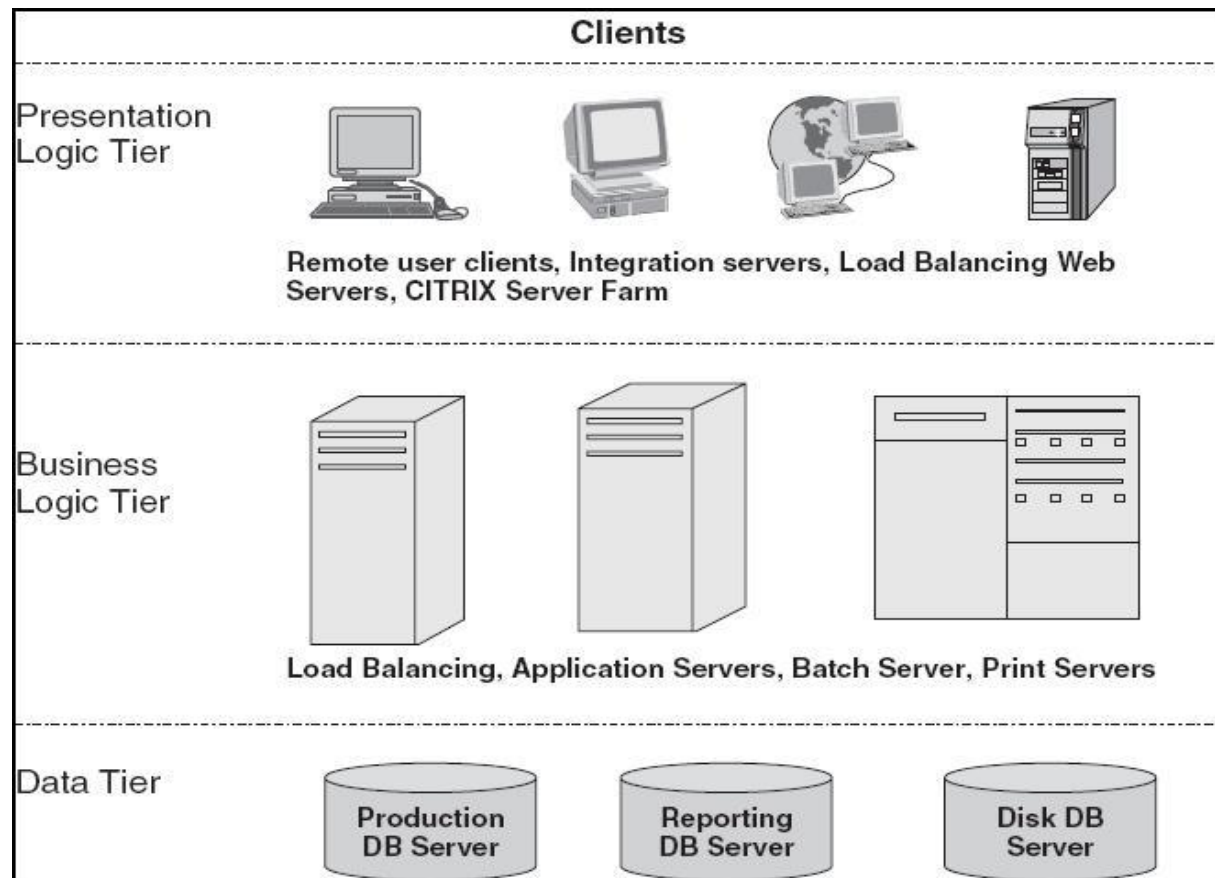 Clients
Presentation
Logic Tier
Remote user clients, Integration servers, Load Balancing Web
Servers, CITRIX Server Farm
Business
Logic Tier
Load Balancing, Application Servers, Batch Server, Print Servers
Data Tier
Production
DB Server
Reporting
DB Server
Disk DB
Server